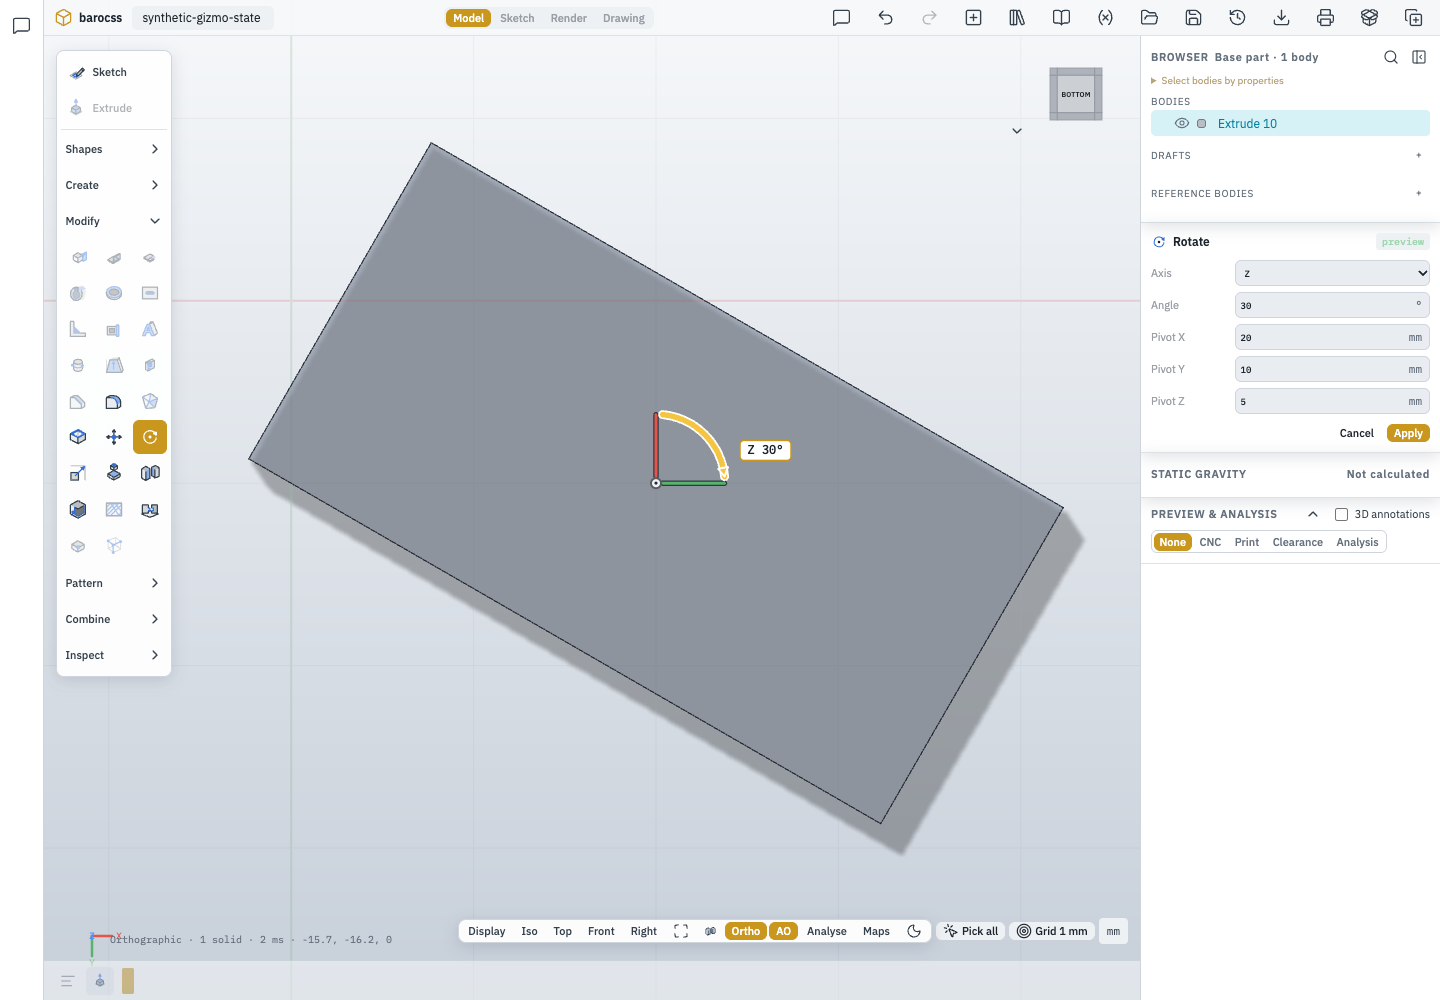 barocss
synthetic-gizmo-state
Model
Sketch
Render
Drawing
Sketch
Extrude
Shapes
Create
Modify
Pattern
Combine
Inspect
BOTTOM
Z 30°
BROWSER Base part · 1 body
Select bodies by properties
BODIES
Extrude 10
DRAFTS +
REFERENCE BODIES +
Rotate preview
Axis Z
Angle 30 °
Pivot X 20 mm
Pivot Y 10 mm
Pivot Z 5 mm
Cancel Apply
STATIC GRAVITY Not calculated
PREVIEW & ANALYSIS 3D annotations
None CNC Print Clearance Analysis
X
Orthographic · 1 solid · 2 ms · -15.7, -16.2, 0
Y
Display Iso Top Front Right Ortho AO Analyse Maps Pick all Grid 1 mm mm